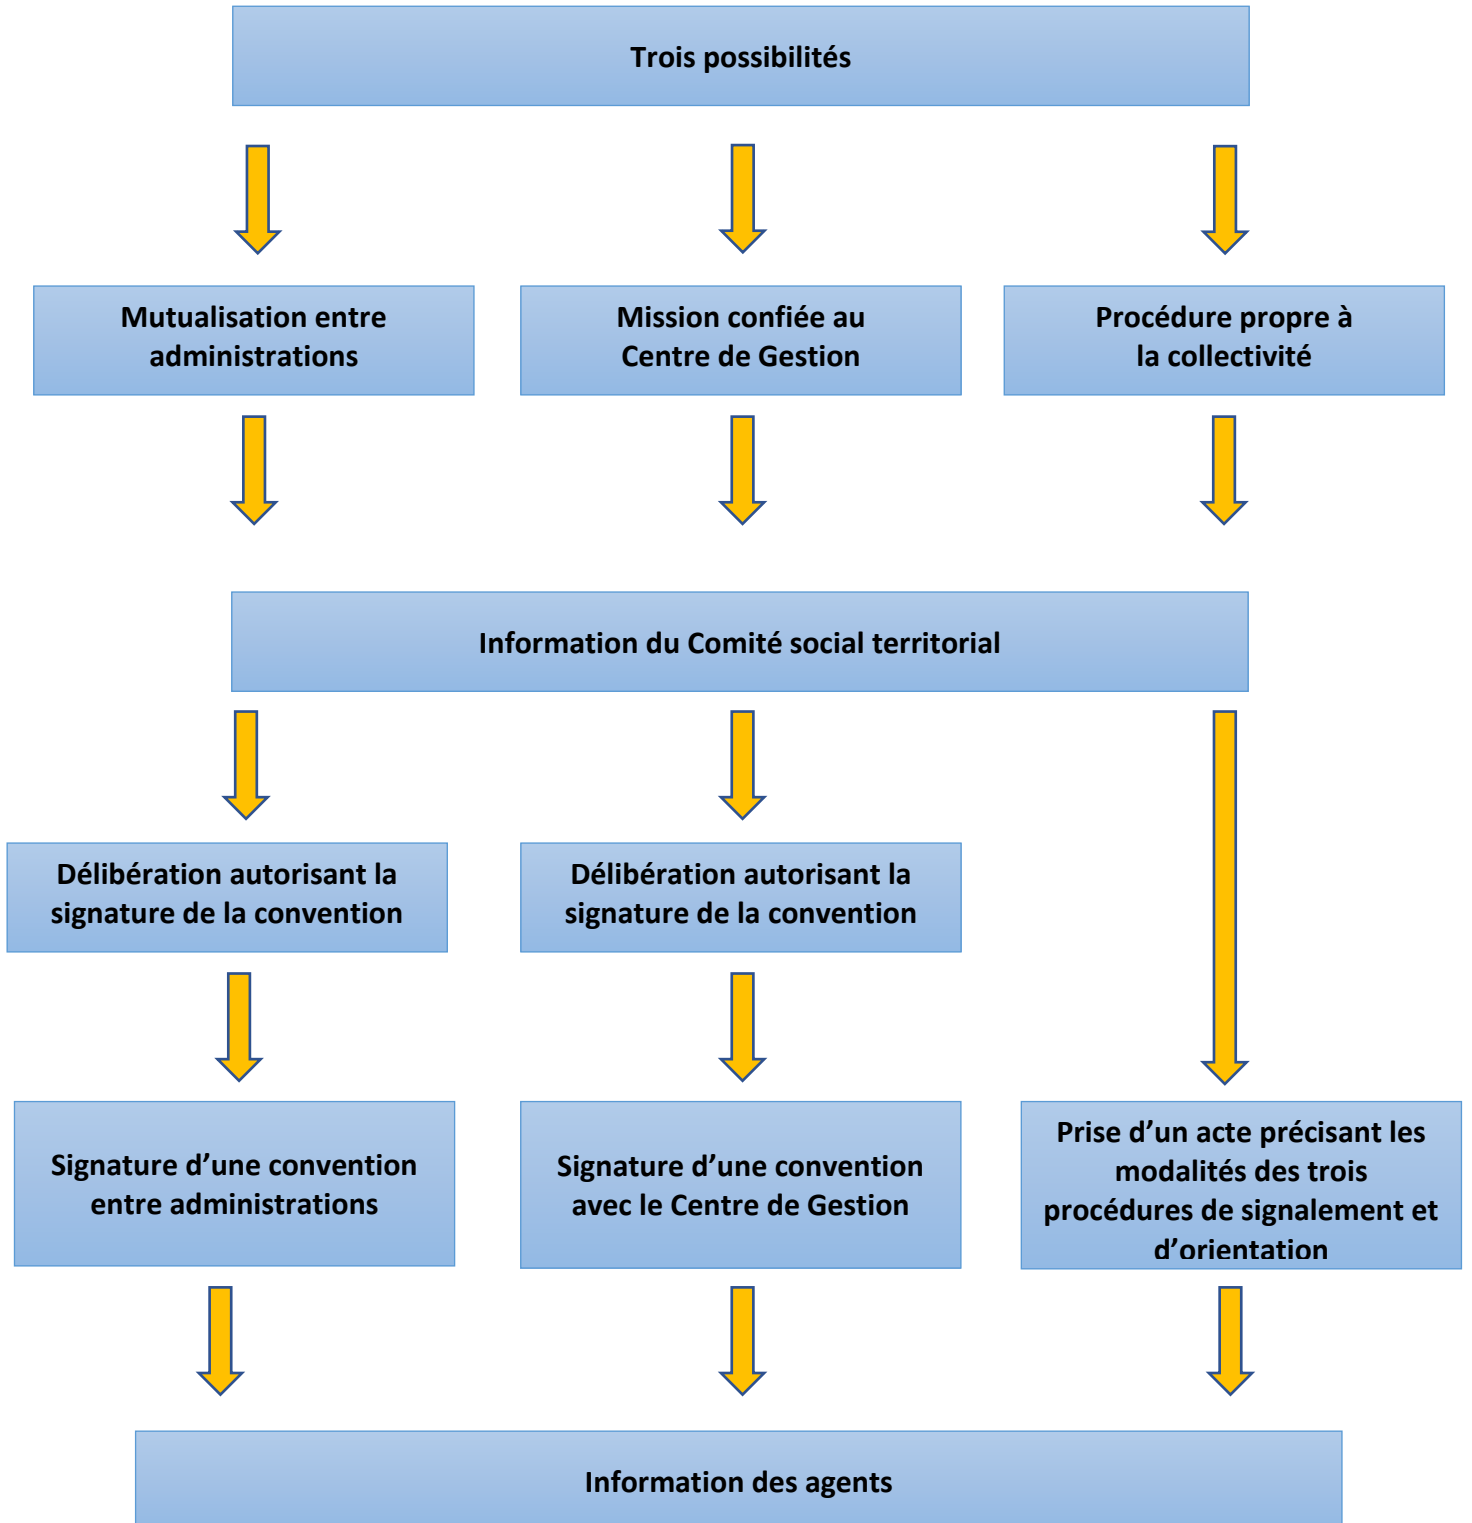 Trois possibilités
Mutualisation entre
administrations
Mission confiée au
Centre de Gestion
Procédure propre à
la collectivité
Information du Comité social territorial
Délibération autorisant la
signature de la convention
Délibération autorisant la
signature de la convention
Signature d’une convention
entre administrations
Signature d’une convention
avec le Centre de Gestion
Prise d’un acte précisant les
modalités des trois
procédures de signalement et
d’orientation
Information des agents